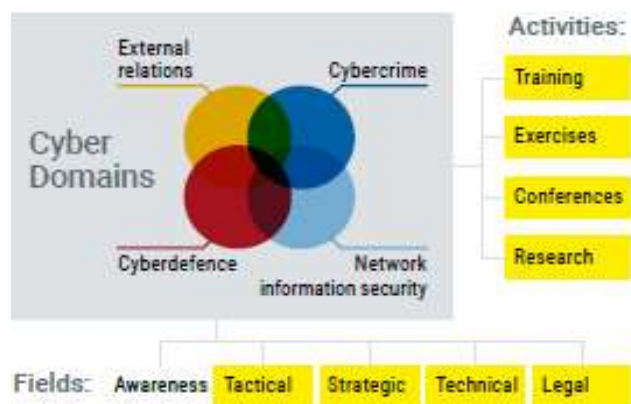 Activities:
External
relations
Cybercrime
Training
Cyber
Domains
Exercises
Conferences
Cyberdefence
Network
information security
Research
Fields: Awareness Tactical Strategic Technical Legal